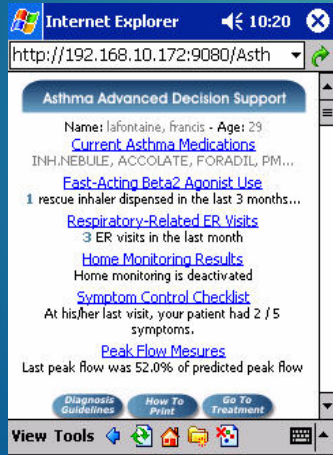 Internet Explorer 10:20
http://192.168.10.172:9080/Asth
Asthma Advanced Decision Support
Name: lafontaine, francis - Age: 29
Current Asthma Medications
INH.NEBULE, ACCOLATE, FORADIL, PM...
Fast-Acting Beta2 Agonist Use
1 rescue inhaler dispensed in the last 3 months...
Respiratory-Related ER Visits
3 ER visits in the last month
Home Monitoring Results
Home monitoring is deactivated
Symptom Control Checklist
At his/her last visit, your patient had 2 / 5
symptoms.
Peak Flow Mesures
Last peak flow was 52.0% of predicted peak flow
Diagnosis Guidelines
How To Print
Go To Treatment
View Tools